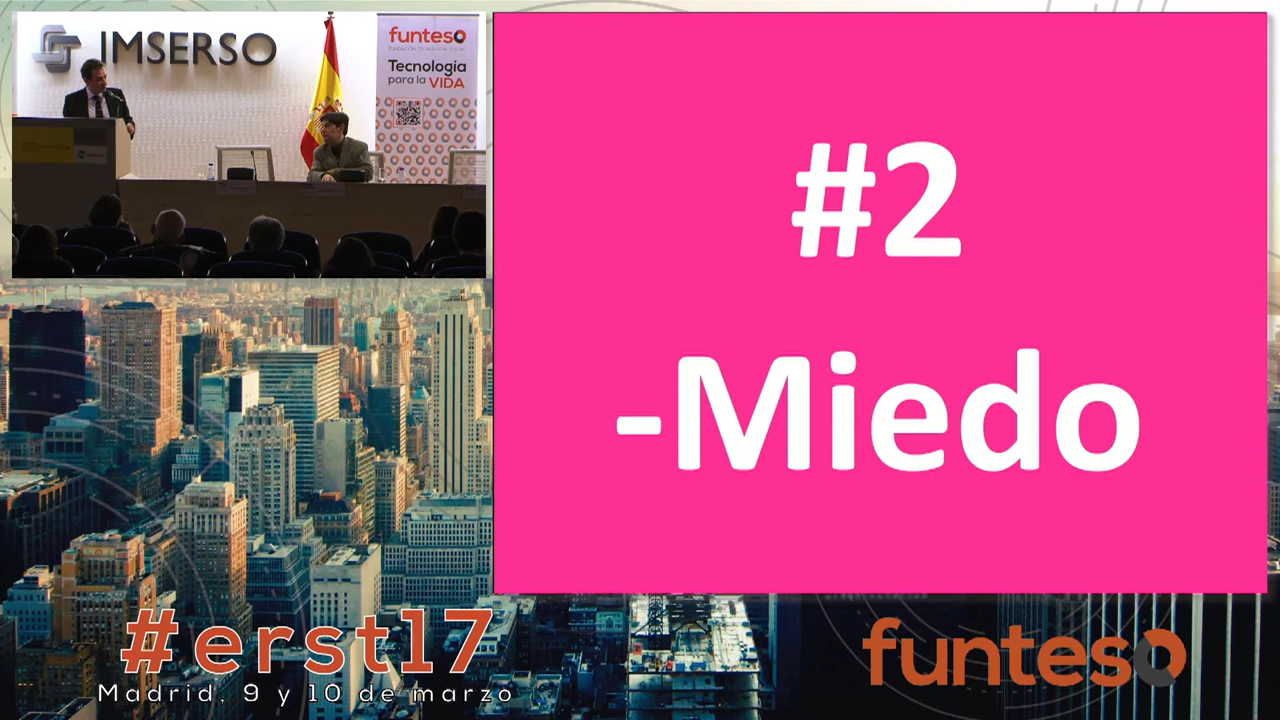 IMSERSO
funteso
Tecnología
para la VIDA
#2
-Miedo
#erst17
Madrid, 9 y 10 de marzo
funteso